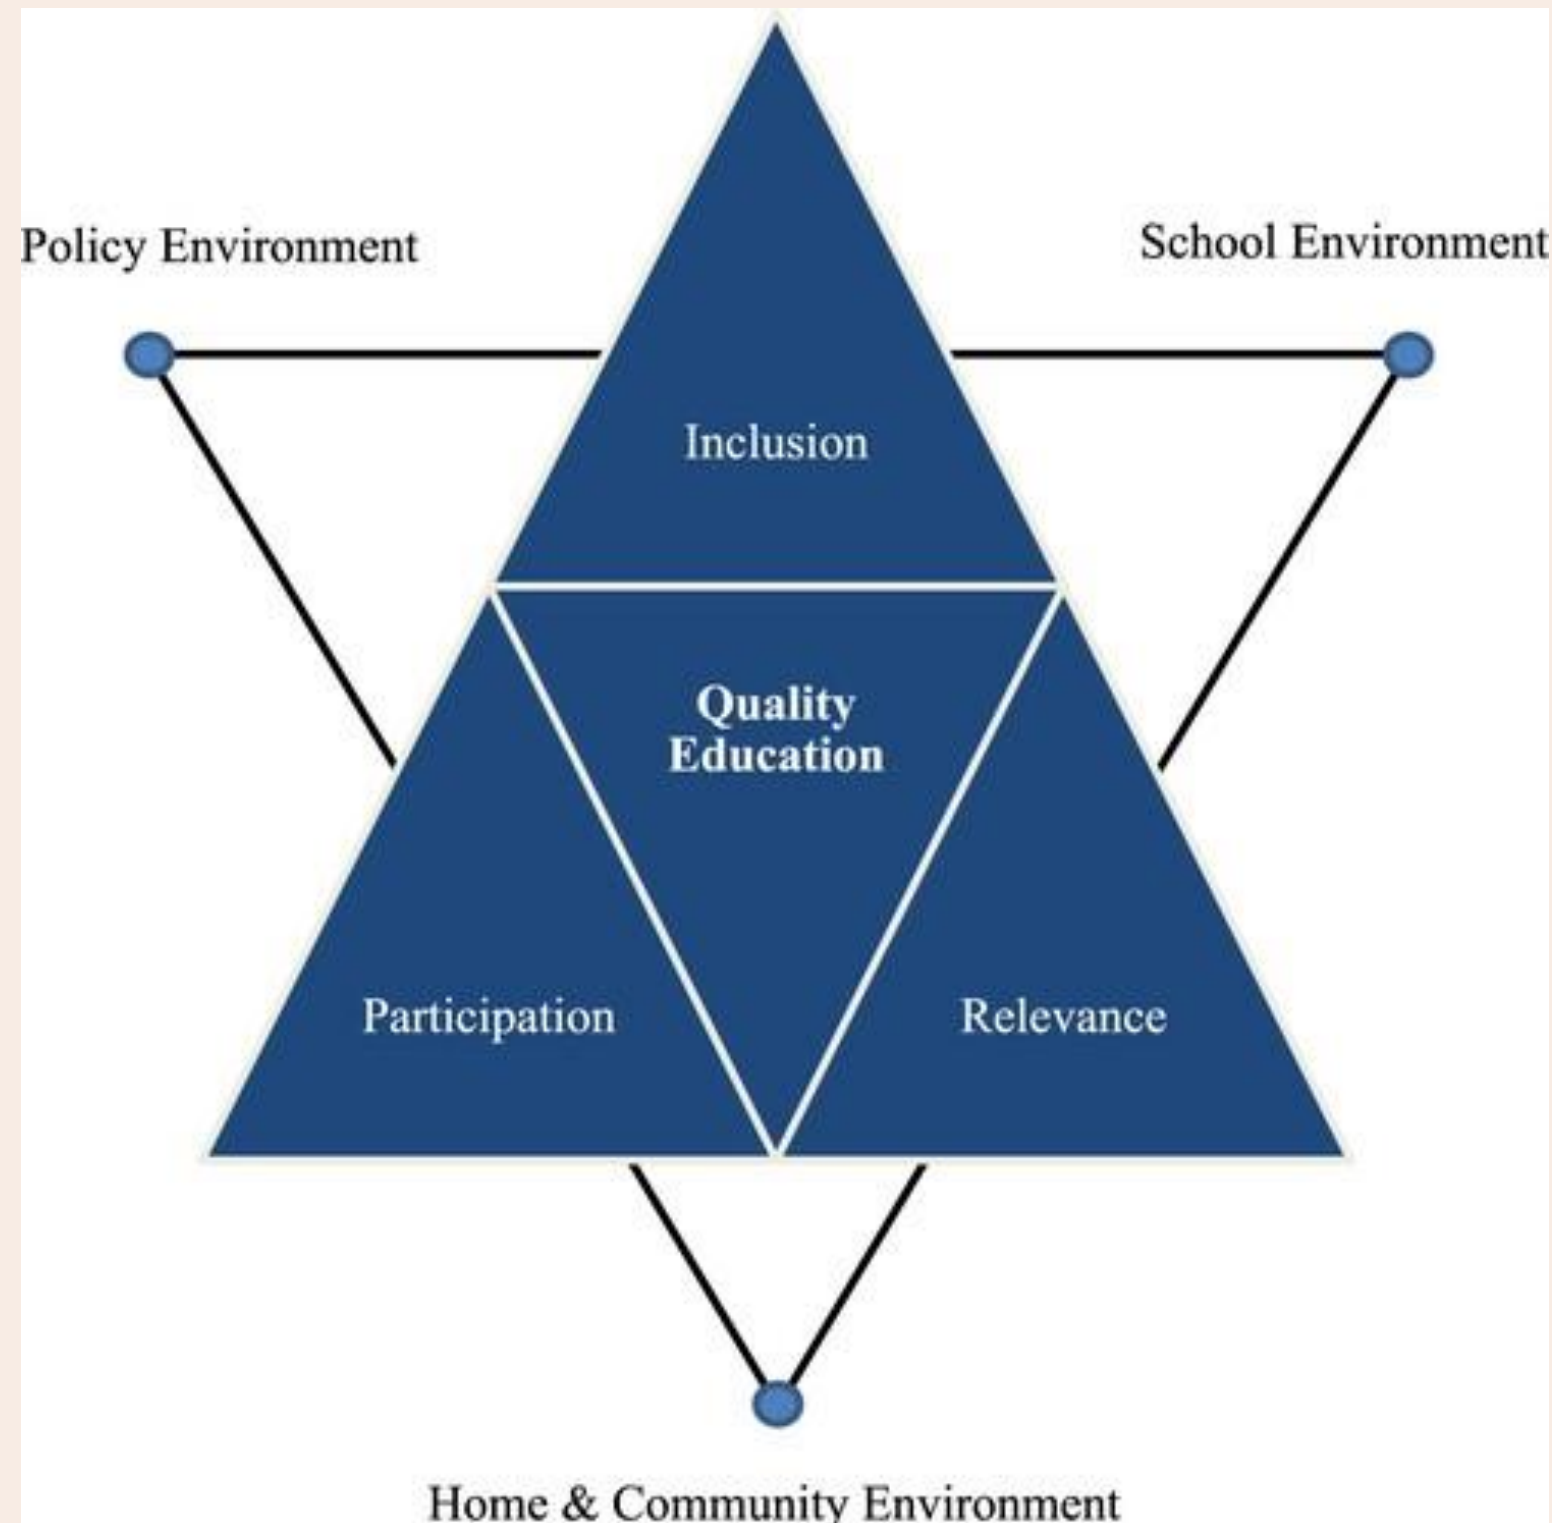 Policy Environment
School Environment
Inclusion
Quality
Education
Participation
Relevance
Home & Community Environment